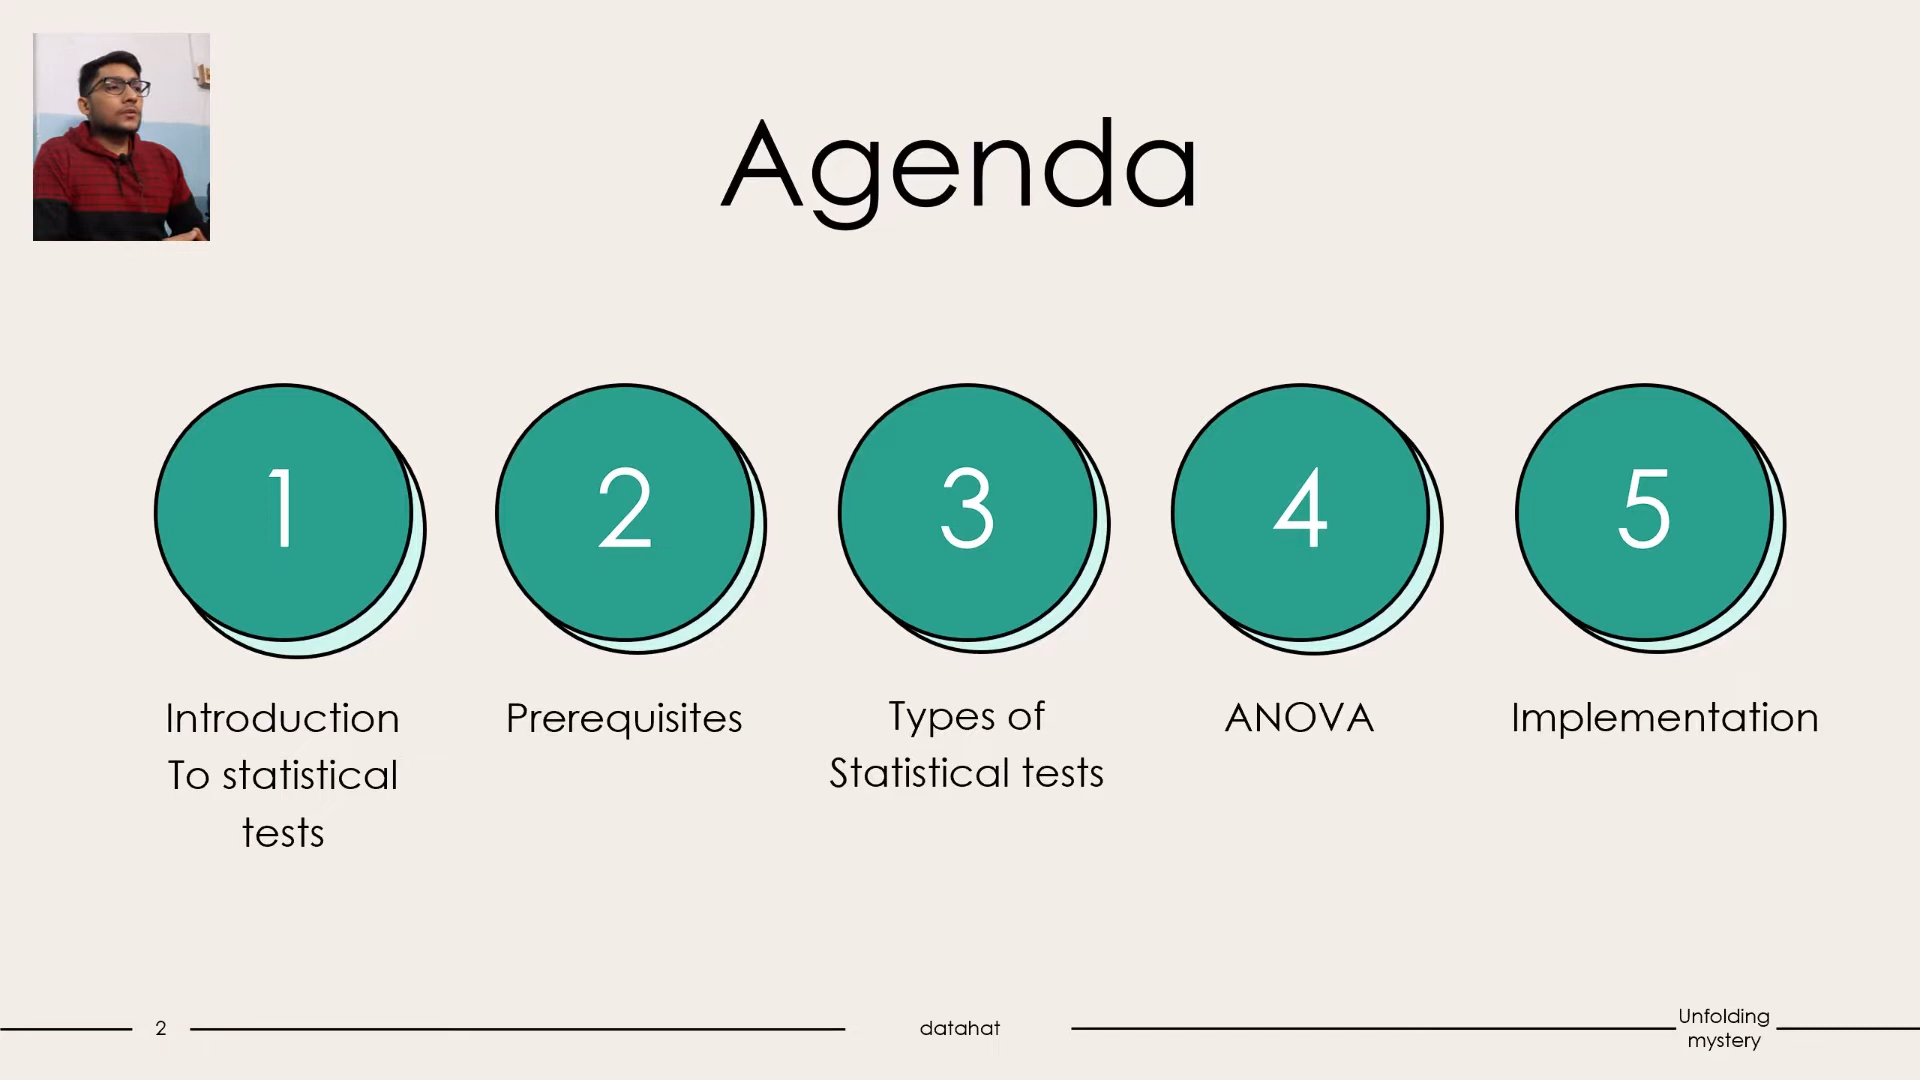 Agenda
1
2
3
4
5
Introduction
To statistical
tests
Prerequisites
Types of
Statistical tests
ANOVA
Implementation
2
datahat
Unfolding
mystery